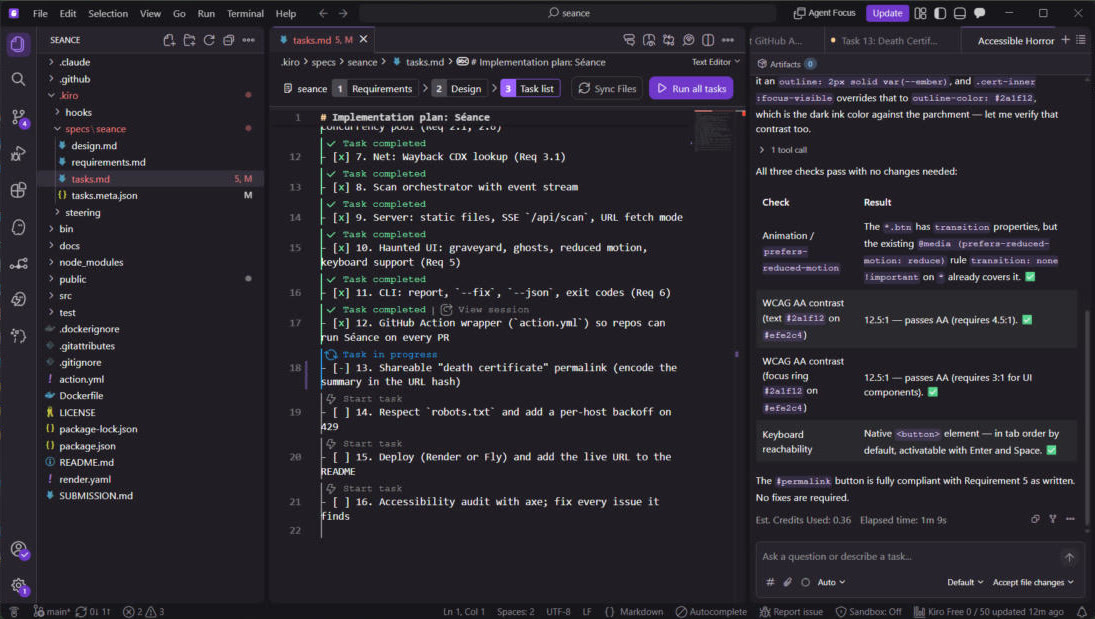 File Edit Selection View Go Run Terminal Help
seance
Agent Focus
Update
SEANCE
.claude
.github
.kiro
hooks
specs \ seance
design.md
requirements.md
tasks.md 5, M
tasks.meta.json M
steering
bin
docs
node_modules
public
src
test
.dockerignore
.gitattributes
.gitignore
action.yml
Dockerfile
LICENSE
package-lock.json
package.json
README.md
render.yaml
SUBMISSION.md
4
1
tasks.md 5, M
.kiro > specs > seance > tasks.md > # Implementation plan: Séance
Text Editor
seance 1 Requirements 2 Design 3 Task list
Sync Files
Run all tasks
1 # Implementation plan: Séance
concurrency pool (Req 2.1, 2.6)
Task completed
12 - [x] 7. Net: Wayback CDX lookup (Req 3.1)
Task completed
13 - [x] 8. Scan orchestrator with event stream
Task completed
14 - [x] 9. Server: static files, SSE `/api/scan`, URL fetch mode
Task completed
15 - [x] 10. Haunted UI: graveyard, ghosts, reduced motion,
keyboard support (Req 5)
Task completed
16 - [x] 11. CLI: report, `--fix`, `--json`, exit codes (Req 6)
Task completed | View session
17 - [x] 12. GitHub Action wrapper (`action.yml`) so repos can
run Séance on every PR
Task in progress
18 - [-] 13. Shareable "death certificate" permalink (encode the
summary in the URL hash)
Start task
19 - [ ] 14. Respect `robots.txt` and add a per-host backoff on
429
Start task
20 - [ ] 15. Deploy (Render or Fly) and add the live URL to the
README
Start task
21 - [ ] 16. Accessibility audit with axe; fix every issue it
finds
22
t GitHub A...
Task 13: Death Certif...
Accessible Horror
Artifacts 0
it an outline: 2px solid var(--ember), and .cert-inner
:focus-visible overrides that to outline-color: #2a1f12,
which is the dark ink color against the parchment — let me verify that
contrast too.
1 tool call
All three checks pass with no changes needed:
Check Result
Animation /
prefers-
reduced-motion
The *.btn has transition properties, but
the existing @media (prefers-reduced-
motion: reduce) rule transition: none
!important on * already covers it. ✅
WCAG AA contrast
(text #2a1f12 on
#efe2c4)
12.5:1 — passes AA (requires 4.5:1). ✅
WCAG AA contrast
(focus ring
#2a1f12 on
#efe2c4)
12.5:1 — passes AA (requires 3:1 for UI
components). ✅
Keyboard
reachability
Native <button> element — in tab order by
default, activatable with Enter and Space. ✅
The #permalink button is fully compliant with Requirement 5 as written.
No fixes are required.
Est. Credits Used: 0.36 Elapsed time: 1m 9s
Ask a question or describe a task...
# Auto
Default
Accept file changes
main* 0↓ 1↑ 2 3
Ln 1, Col 1 Spaces: 2 UTF-8 LF {} Markdown Autocomplete Report issue Sandbox: Off Kiro Free 0 / 50 updated 12m ago